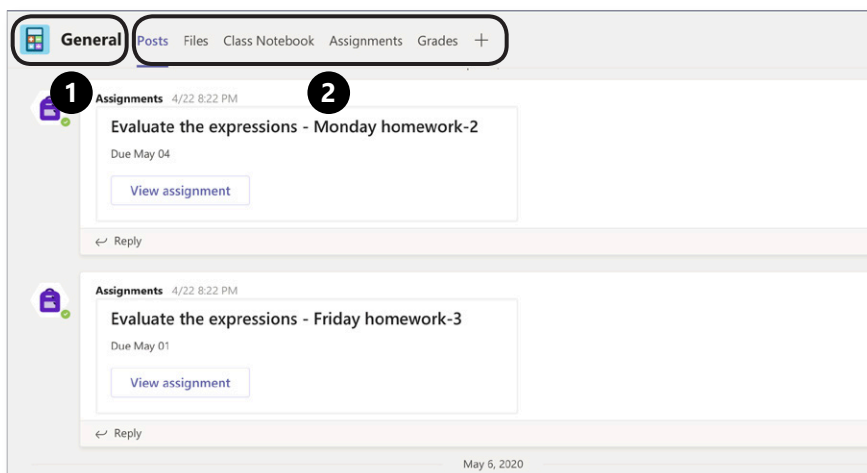 General Posts Files Class Notebook Assignments Grades +
1
2
Assignments 4/22 8:22 PM
Evaluate the expressions - Monday homework-2
Due May 04
View assignment
Reply
Assignments 4/22 8:22 PM
Evaluate the expressions - Friday homework-3
Due May 01
View assignment
Reply
May 6, 2020